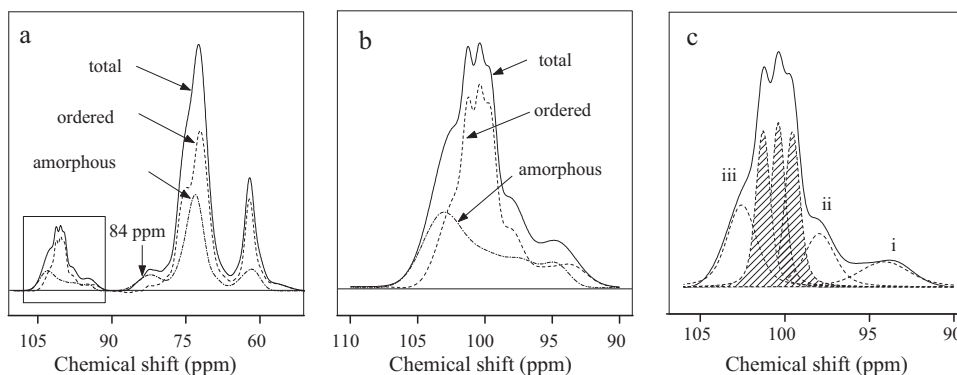 a
total
ordered
amorphous
84 ppm
105 90 75 60
Chemical shift (ppm)
b
total
ordered
amorphous
110 105 100 95 90
Chemical shift (ppm)
c
iii
ii
i
105 100 95 90
Chemical shift (ppm)